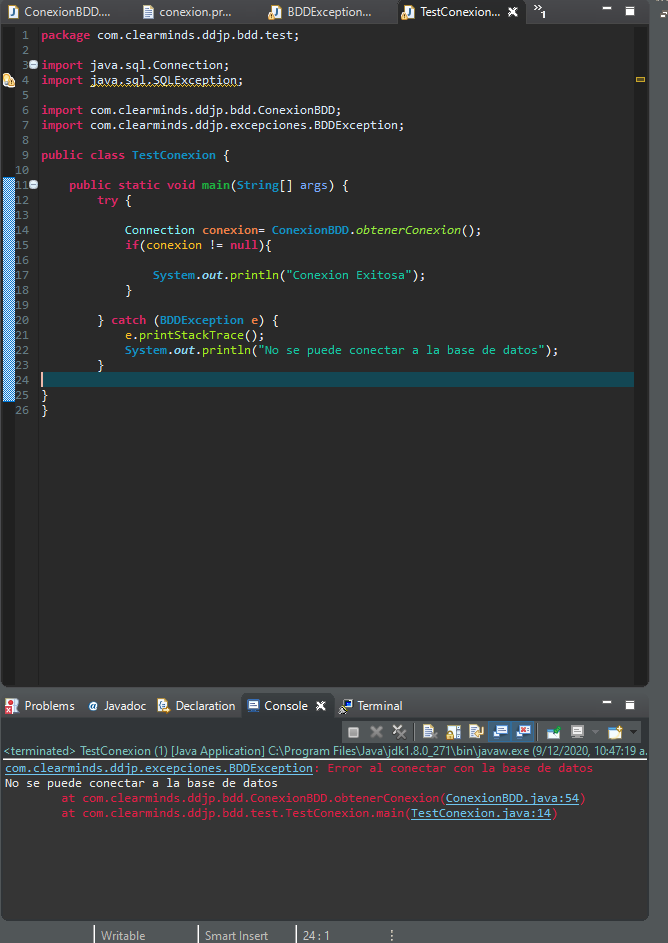 ConexionBDD.... conexion.pr... BDDException... TestConexion... »1
1 package com.clearminds.ddjp.bdd.test;
2
3 import java.sql.Connection;
4 import java.sql.SQLException;
5
6 import com.clearminds.ddjp.bdd.ConexionBDD;
7 import com.clearminds.ddjp.excepciones.BDDException;
8
9 public class TestConexion {
10
11 public static void main(String[] args) {
12 try {
13
14 Connection conexion= ConexionBDD.obtenerConexion();
15 if(conexion != null){
16
17 System.out.println("Conexion Exitosa");
18 }
19
20 } catch (BDDException e) {
21 e.printStackTrace();
22 System.out.println("No se puede conectar a la base de datos");
23 }
24
25 }
26 }
Problems Javadoc Declaration Console Terminal
<terminated> TestConexion (1) [Java Application] C:\Program Files\Java\jdk1.8.0_271\bin\javaw.exe (9/12/2020, 10:47:19 a.
com.clearminds.ddjp.excepciones.BDDException: Error al conectar con la base de datos
No se puede conectar a la base de datos
at com.clearminds.ddjp.bdd.ConexionBDD.obtenerConexion(ConexionBDD.java:54)
at com.clearminds.ddjp.bdd.test.TestConexion.main(TestConexion.java:14)
Writable Smart Insert 24 : 1